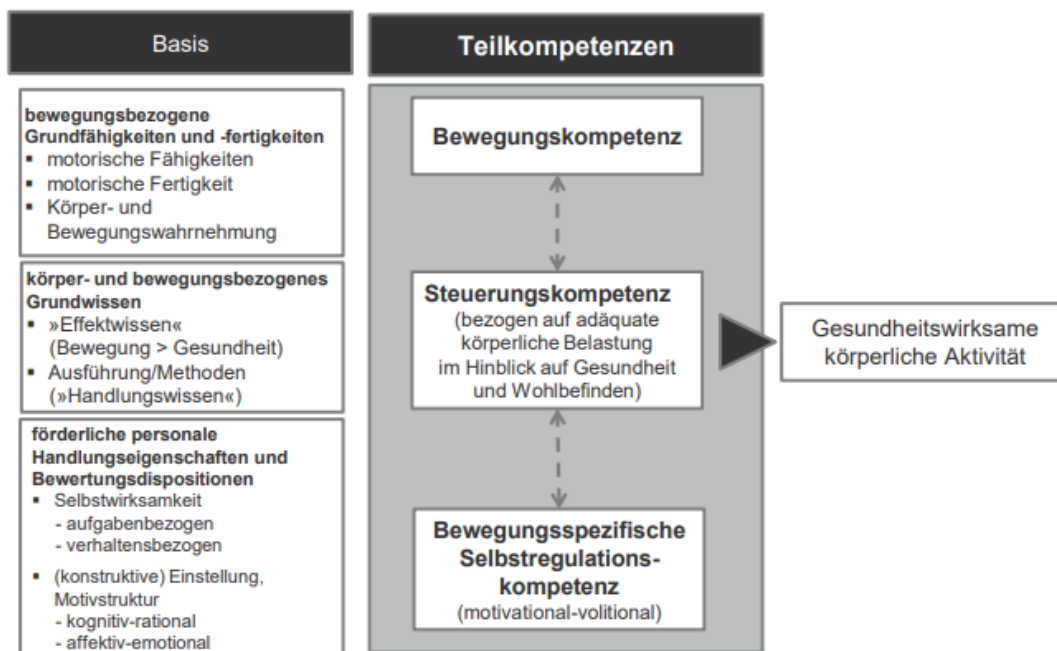 Basis
bewegungsbezogene
Grundfähigkeiten und -fertigkeiten
▪ motorische Fähigkeiten
▪ motorische Fertigkeit
▪ Körper- und
Bewegungswahrnehmung
körper- und bewegungsbezogenes
Grundwissen
▪ »Effektwissen«
(Bewegung > Gesundheit)
▪ Ausführung/Methoden
(»Handlungswissen«)
förderliche personale
Handlungseigenschaften und
Bewertungsdispositionen
▪ Selbstwirksamkeit
- aufgabenbezogen
- verhaltensbezogen
▪ (konstruktive) Einstellung,
Motivstruktur
- kognitiv-rational
- affektiv-emotional
Teilkompetenzen
Bewegungskompetenz
Steuerungskompetenz
(bezogen auf adäquate
körperliche Belastung
im Hinblick auf Gesundheit
und Wohlbefinden)
Bewegungsspezifische
Selbstregulations-
kompetenz
(motivational-volitional)
Gesundheitswirksame
körperliche Aktivität